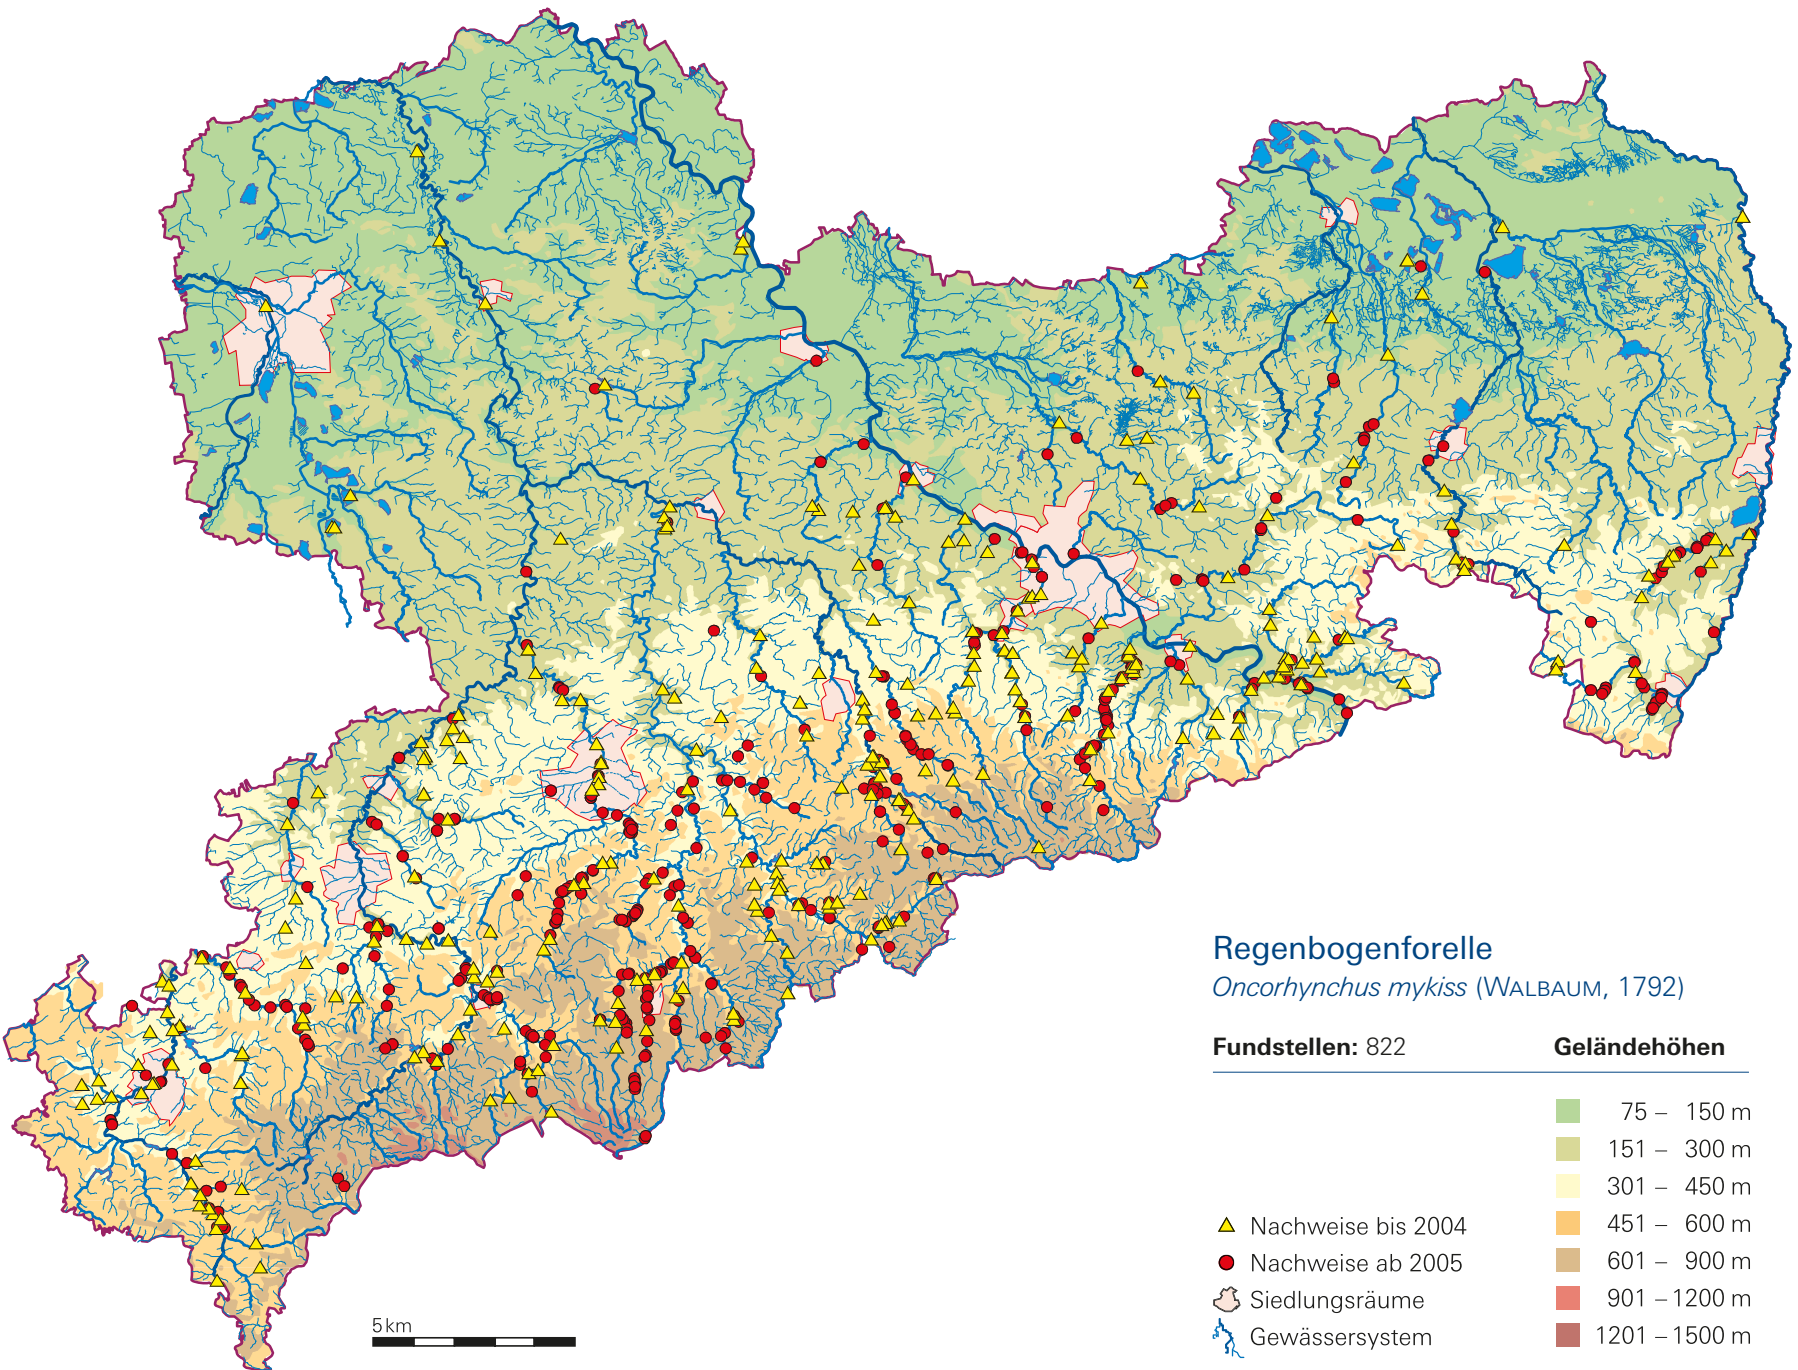 Regenbogenforelle
Oncorhynchus mykiss (WALBAUM, 1792)
Fundstellen: 822
Geländehöhen
75 – 150 m
151 – 300 m
301 – 450 m
451 – 600 m
601 – 900 m
901 – 1200 m
1201 – 1500 m
Nachweise bis 2004
Nachweise ab 2005
Siedlungsräume
Gewässersystem
5 km